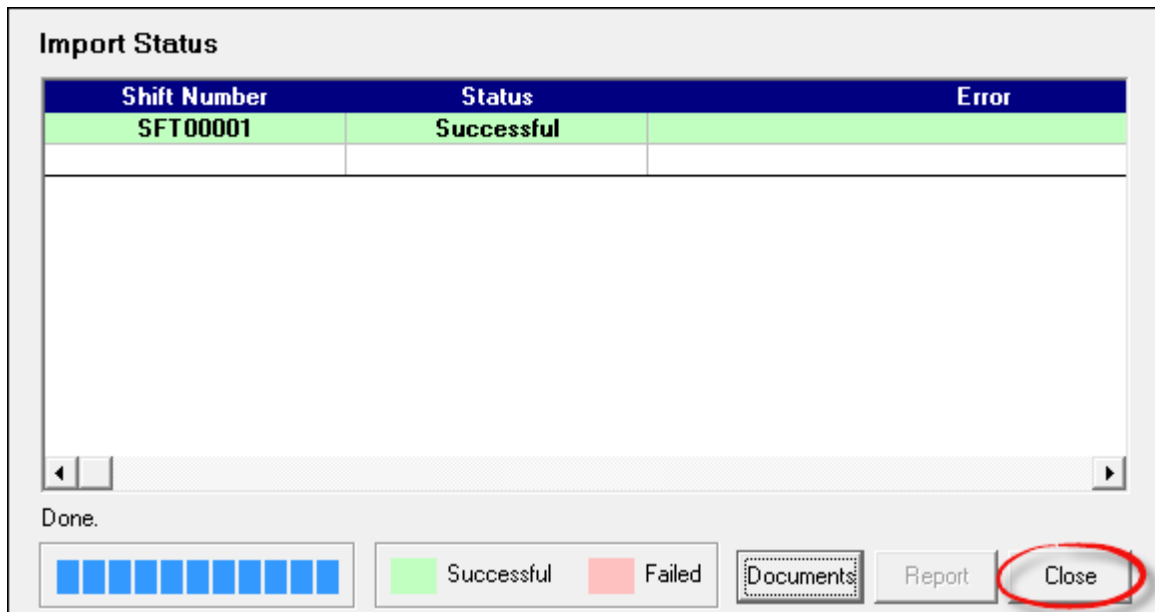 Import Status
Shift Number Status Error
SFT00001 Successful
Done.
Successful Failed Documents Report Close